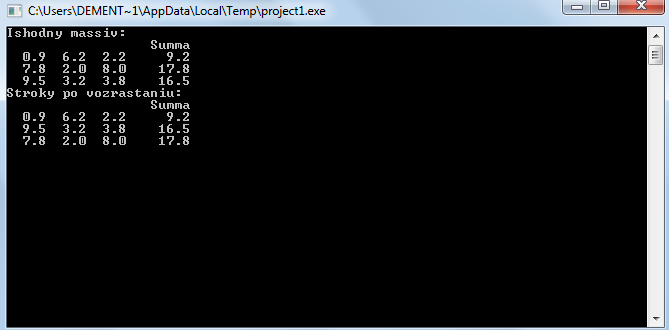 C:\Users\DEMENT~1\AppData\Local\Temp\project1.exe
Ishodny massiv:
Summa
0.9 6.2 2.2 9.2
7.8 2.0 8.0 17.8
9.5 3.2 3.8 16.5
Stroky po vozrastaniu:
Summa
0.9 6.2 2.2 9.2
9.5 3.2 3.8 16.5
7.8 2.0 8.0 17.8